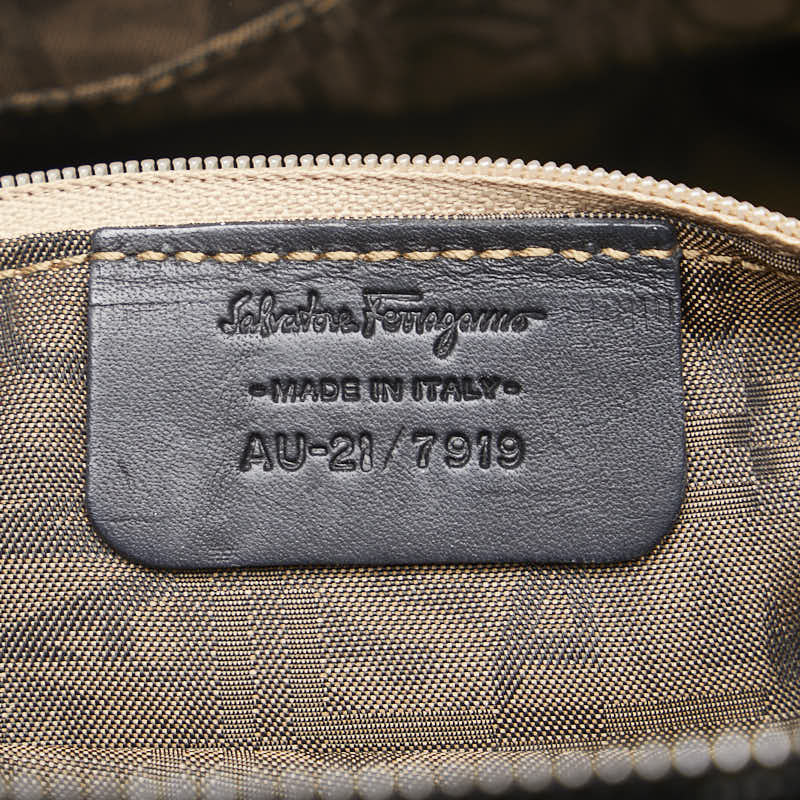 Salvatore Ferragamo
-MADE IN ITALY-
AU-21/7919